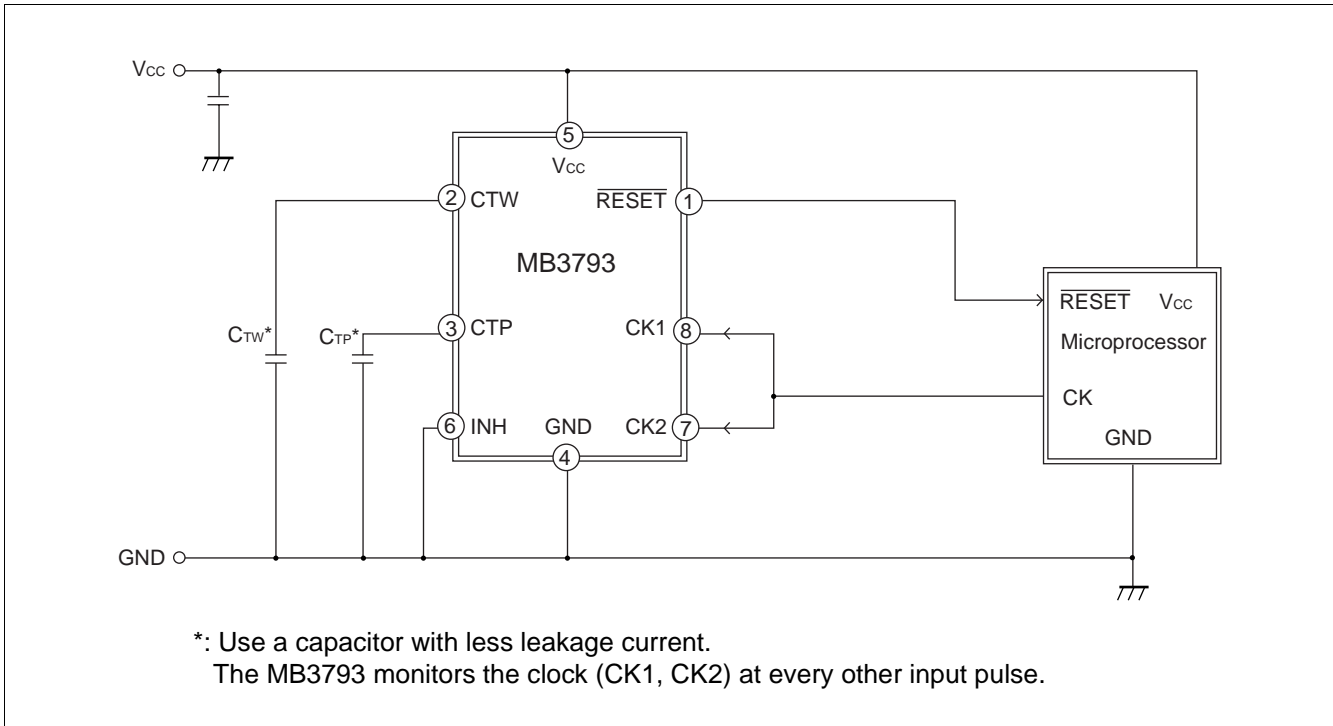 Vcc
5
Vcc
2 CTW
RESET 1
MB3793
RESET Vcc
CTW*
CTP*
3 CTP
CK1 8
Microprocessor
CK
6 INH
GND
CK2 7
GND
4
GND
*: Use a capacitor with less leakage current.
The MB3793 monitors the clock (CK1, CK2) at every other input pulse.